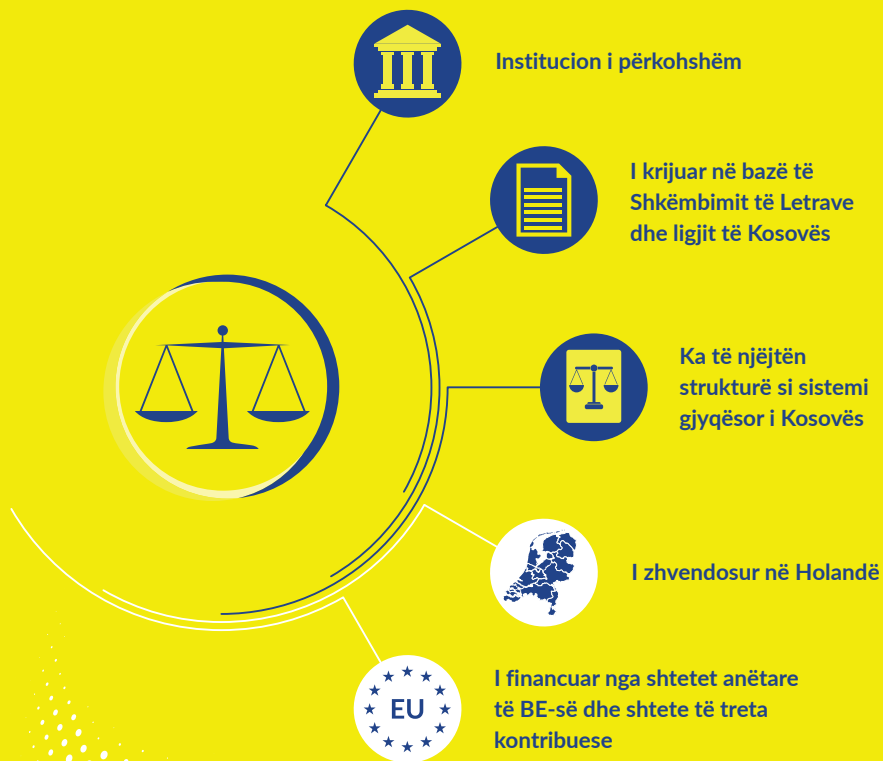 Institucion i përkohshëm
I krijuar në bazë të
Shkëmbimit të Letrave
dhe ligjit të Kosovës
Ka të njëjtën
strukturë si sistemi
gjyqësor i Kosovës
I zhvendosur në Holandë
EU
I financuar nga shtetet anëtare
të BE-së dhe shtete të treta
kontribuese